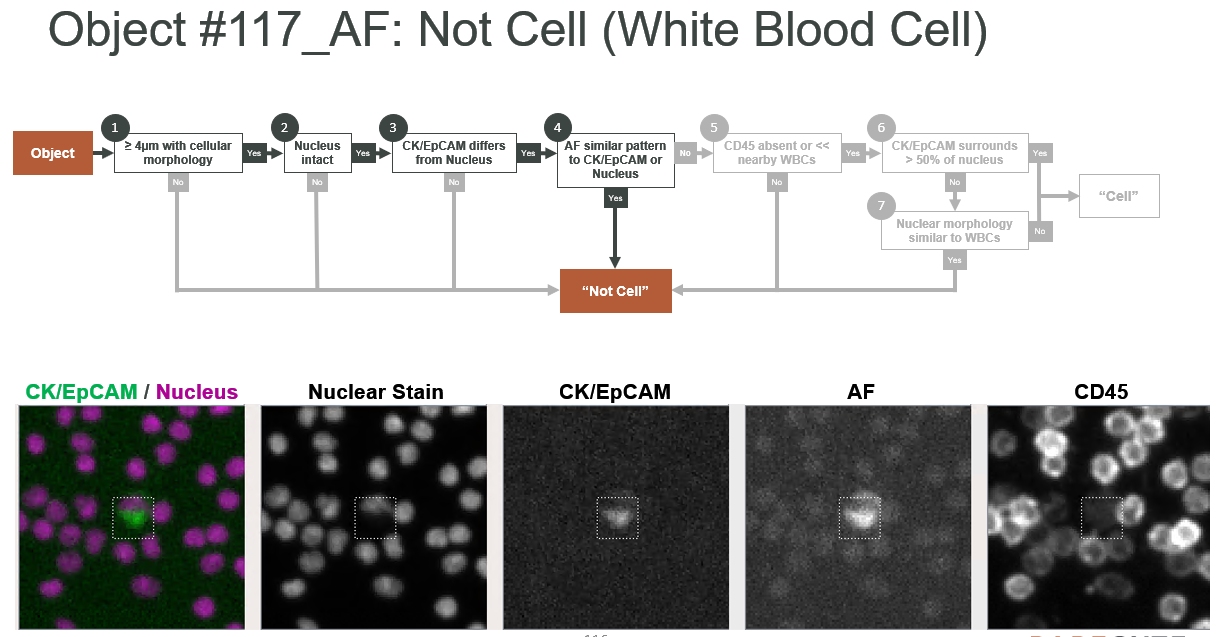 Object #117_AF: Not Cell (White Blood Cell)
Object
1
≥ 4µm with cellular
morphology
Yes
No
2
Nucleus
intact
Yes
No
3
CK/EpCAM differs
from Nucleus
Yes
No
4
AF similar pattern
to CK/EpCAM or
Nucleus
No
Yes
5
CD45 absent or <<
nearby WBCs
Yes
No
6
CK/EpCAM surrounds
> 50% of nucleus
Yes
No
7
Nuclear morphology
similar to WBCs
No
Yes
“Cell”
“Not Cell”
CK/EpCAM / Nucleus
Nuclear Stain
CK/EpCAM
AF
CD45